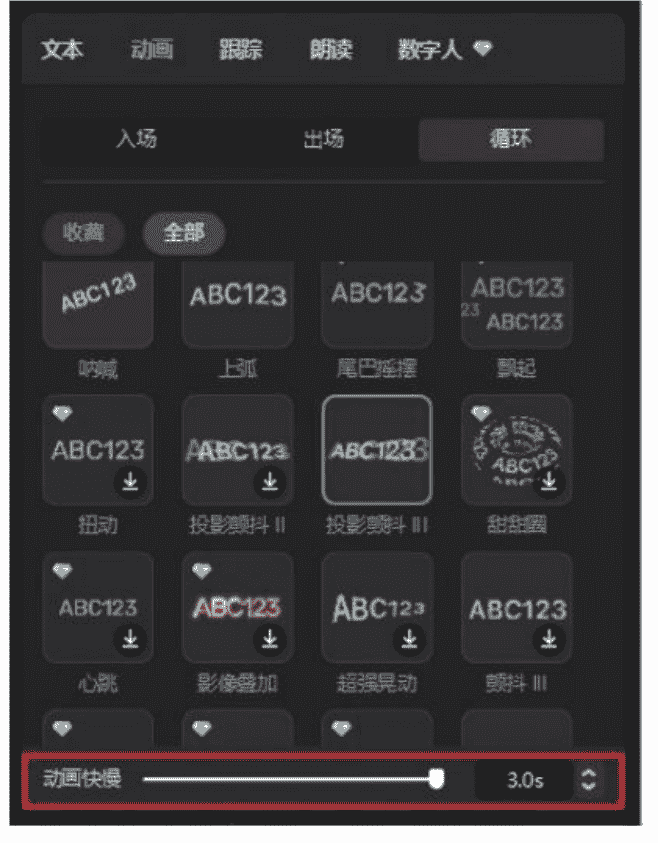 文本 动画 跟踪 朗读 数字人
入场 出场 循环
收藏 全部
ABC123 ABC123 ABC123 ABC123
23 ABC123
呐喊 上弧 尾巴摇摆 飘起
ABC123 ABC123 ABC123 ABC123
扭动 投影颤抖 II 投影颤抖 III 甜甜圈
ABC123 ABC123 ABC123 ABC123
心跳 影像叠加 超强晃动 颤抖 III
动画快慢 3.0s